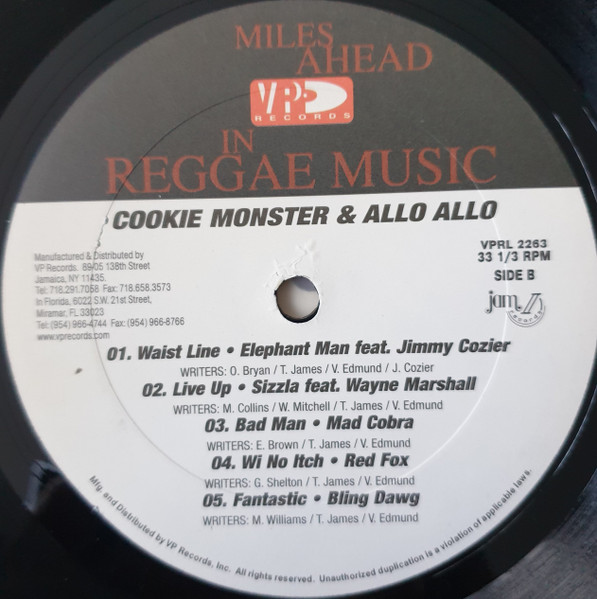 MILES
AHEAD
VP
RECORDS
IN
REGGAE MUSIC
COOKIE MONSTER & ALLO ALLO
Manufactured & Distributed by
VP Records. 89-05 138th Street
Jamaica, NY 11435.
Tel: 718.291.7058 Fax: 718.658.3573
In Florida, 6022 S.W. 21st Street,
Miramar, FL 33023
Tel: (954) 966-4744 Fax: (954) 966-8766
www.vprecords.com
VPRL 2263
33 1/3 RPM
SIDE B
jam
records
01. Waist Line • Elephant Man feat. Jimmy Cozier
WRITERS: O. Bryan / T. James / V. Edmund / J. Cozier
02. Live Up • Sizzla feat. Wayne Marshall
WRITERS: M. Collins / W. Mitchell / T. James / V. Edmund
03. Bad Man • Mad Cobra
WRITERS: E. Brown / T. James / V. Edmund
04. Wi No Itch • Red Fox
WRITERS: G. Shelton / T. James / V. Edmund
05. Fantastic • Bling Dawg
WRITERS: M. Williams / T. James / V. Edmund
Mfg. and Distributed by VP Records, Inc. All rights reserved. Unauthorized duplication is a violation of applicable laws.